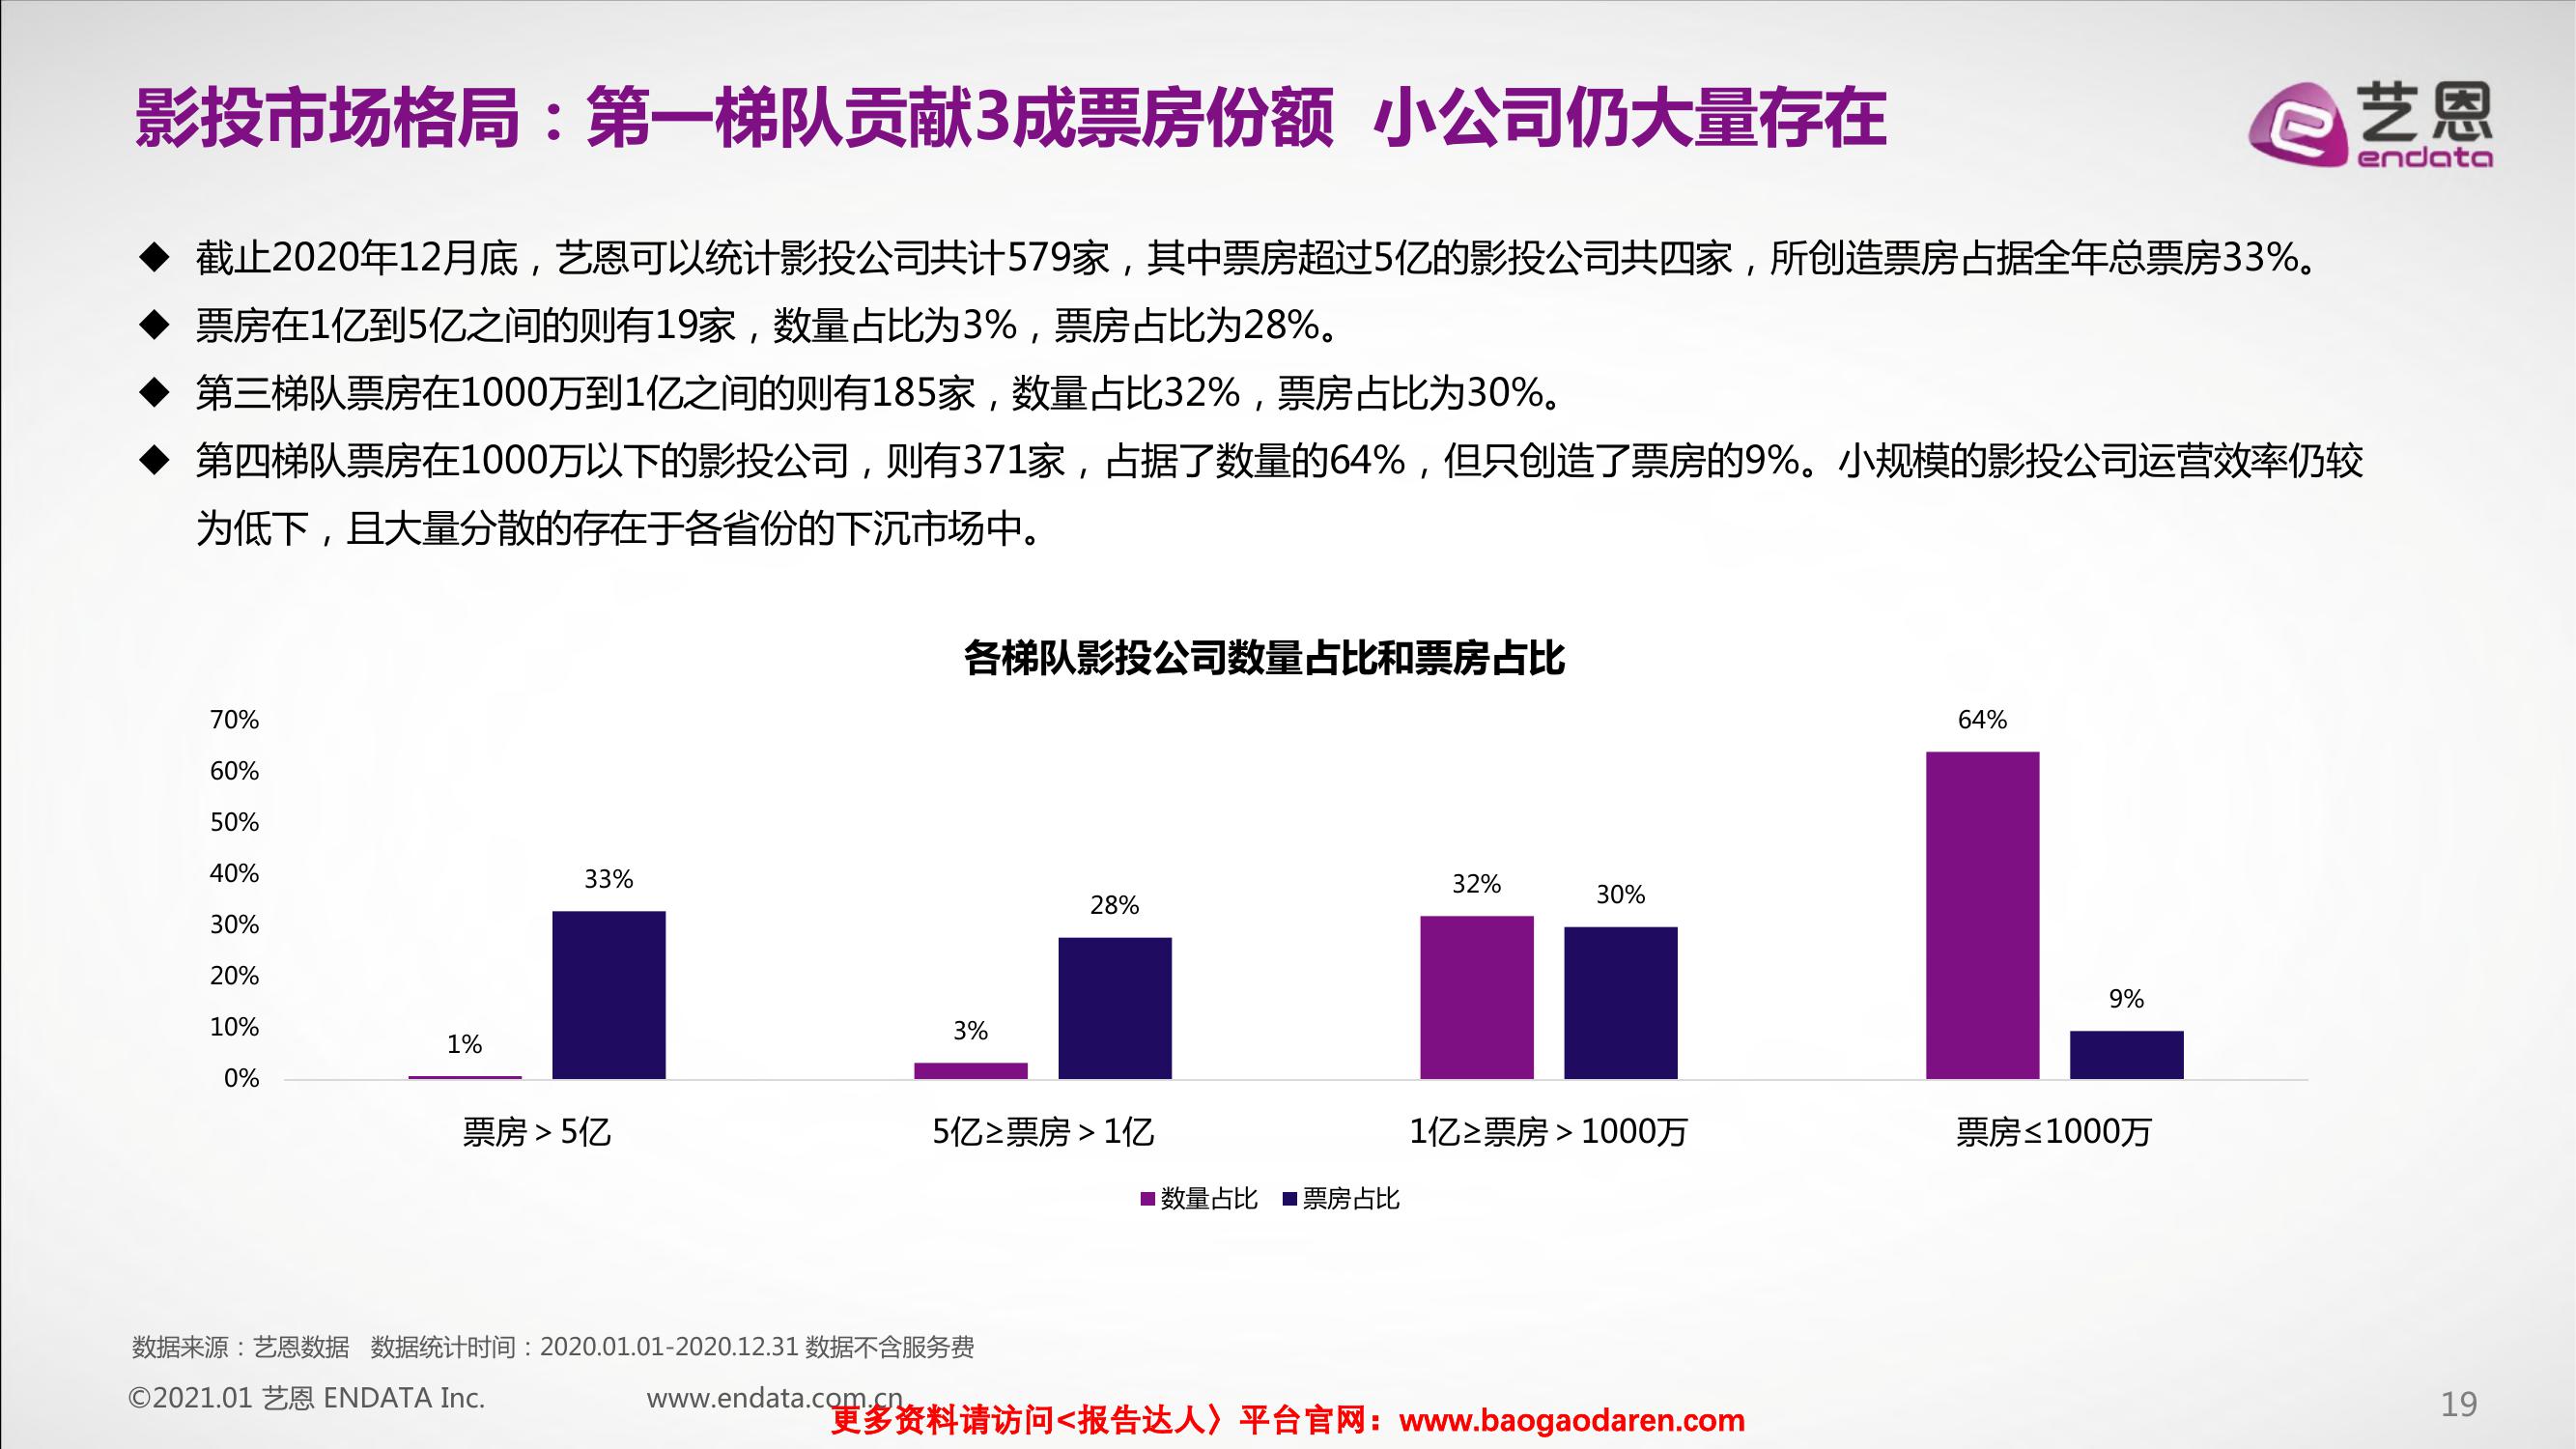 影投市场格局：第一梯队贡献3成票房份额 小公司仍大量存在
艺恩
endata
◆ 截止2020年12月底，艺恩可以统计影投公司共计579家，其中票房超过5亿的影投公司共四家，所创造票房占据全年总票房33%。
◆ 票房在1亿到5亿之间的则有19家，数量占比为3%，票房占比为28%。
◆ 第三梯队票房在1000万到1亿之间的则有185家，数量占比32%，票房占比为30%。
◆ 第四梯队票房在1000万以下的影投公司，则有371家，占据了数量的64%，但只创造了票房的9%。小规模的影投公司运营效率仍较
为低下，且大量分散的存在于各省份的下沉市场中。
各梯队影投公司数量占比和票房占比
70%
60%
50%
40%
30%
20%
10%
0%
1%
33%
3%
28%
32%
30%
64%
9%
票房＞5亿
5亿≥票房＞1亿
1亿≥票房＞1000万
票房≤1000万
数量占比 票房占比
数据来源：艺恩数据 数据统计时间：2020.01.01-2020.12.31 数据不含服务费
©2021.01 艺恩 ENDATA Inc. www.endata.com.cn
更多资料请访问<报告达人〉平台官网：www.baogaodaren.com
19